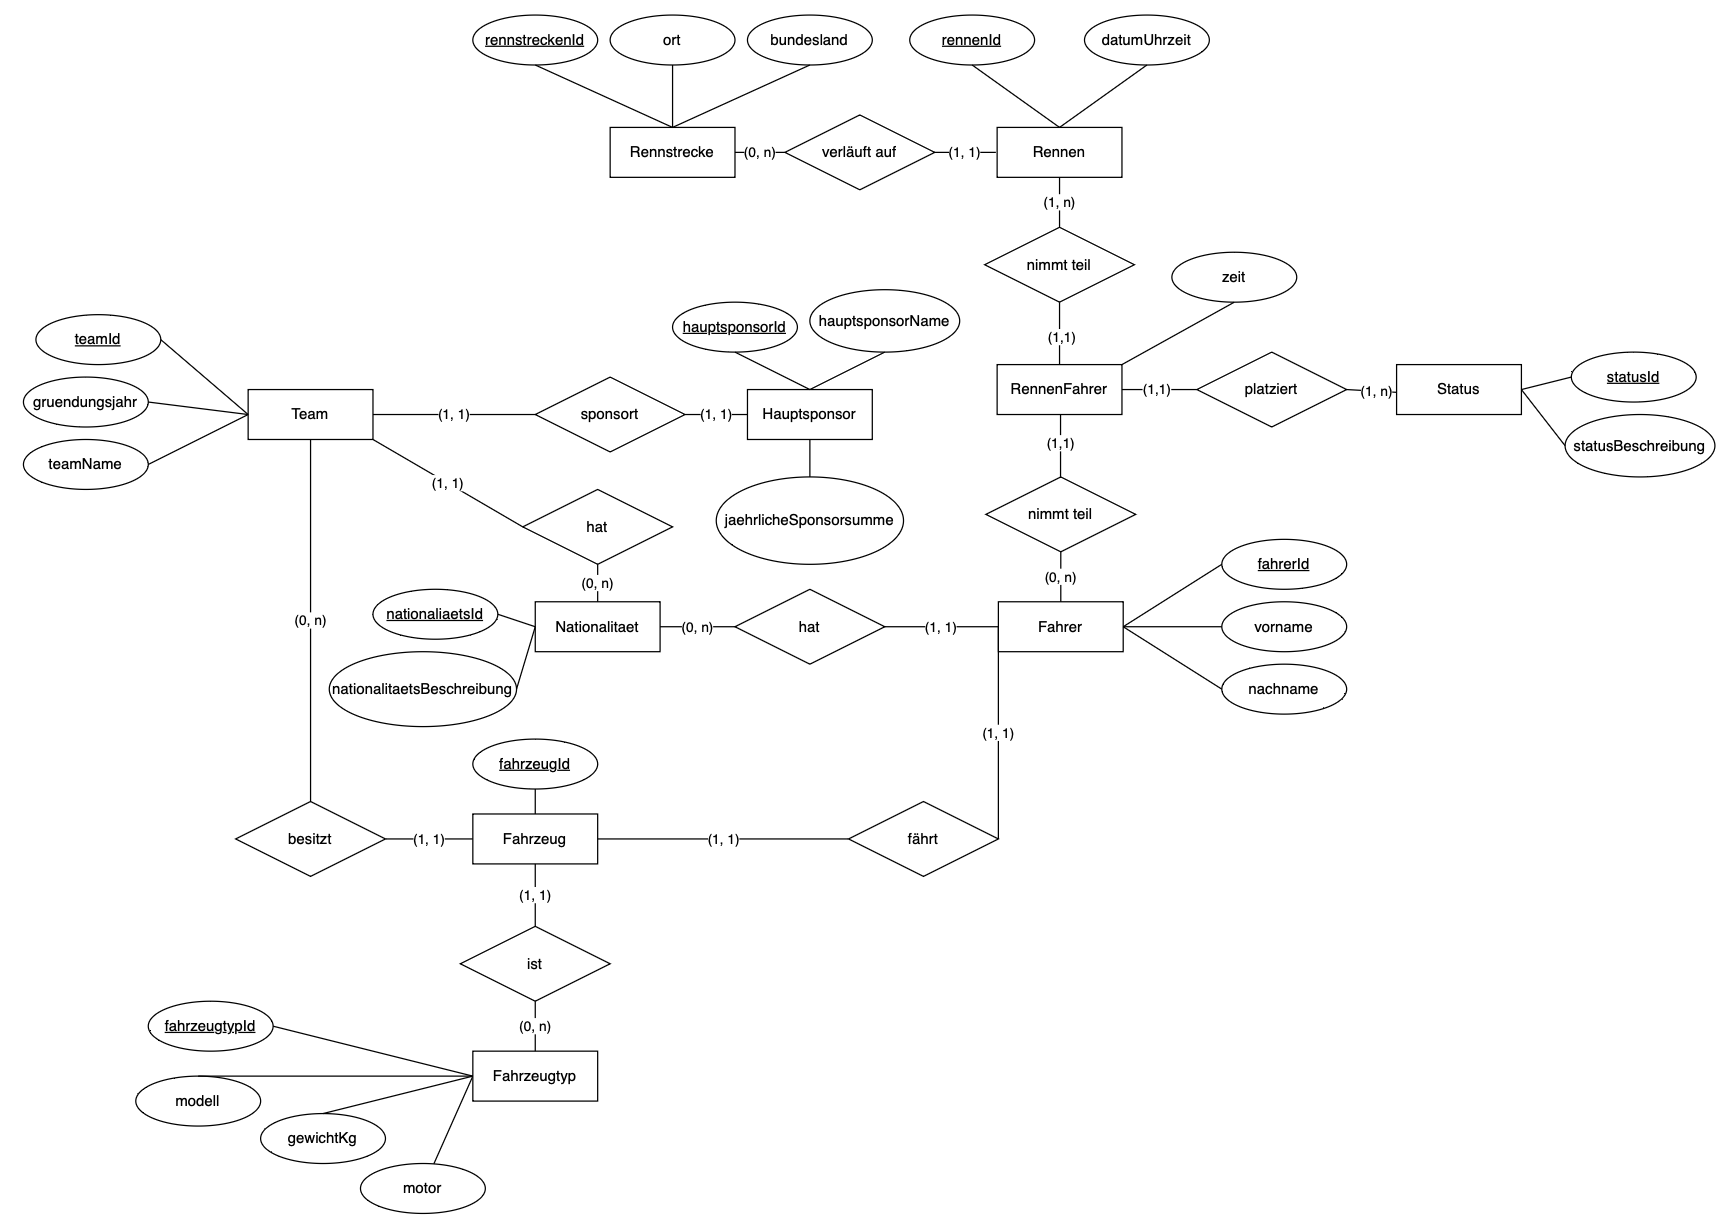 rennstreckenId
ort
bundesland
rennenId
datumUhrzeit
Rennstrecke
(0, n)
verläuft auf
(1, 1)
Rennen
(1, n)
nimmt teil
zeit
(1,1)
teamId
gruendungsjahr
teamName
Team
(1, 1)
sponsort
(1, 1)
Hauptsponsor
hauptsponsorId
hauptsponsorName
jaehrlicheSponsorsumme
RennenFahrer
(1,1)
platziert
(1, n)
Status
statusId
statusBeschreibung
(1,1)
nimmt teil
(0, n)
(1, 1)
hat
(0, n)
(0, n)
nationaliaetsId
nationalitaetsBeschreibung
Nationalitaet
(0, n)
hat
(1, 1)
Fahrer
fahrerId
vorname
nachname
(1, 1)
fahrzeugId
besitzt
(1, 1)
Fahrzeug
(1, 1)
fährt
(1, 1)
ist
(0, n)
fahrzeugtypId
modell
gewichtKg
motor
Fahrzeugtyp